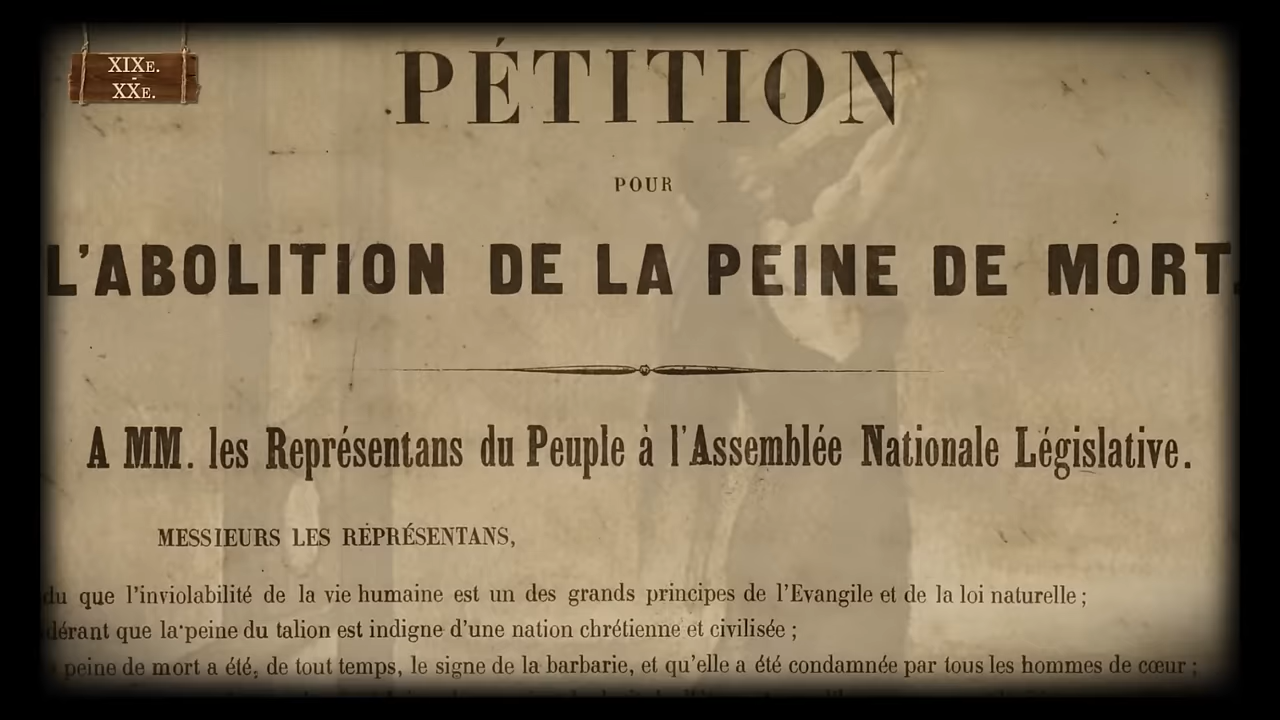 XIXE.
-
XXE.
PÉTITION
POUR
L'ABOLITION DE LA PEINE DE MORT.
A MM. les Représentans du Peuple à l'Assemblée Nationale Législative.
MESSIEURS LES REPRÉSENTANS,
du que l'inviolabilité de la vie humaine est un des grands principes de l'Evangile et de la loi naturelle ;
dérant que la peine du talion est indigne d'une nation chrétienne et civilisée ;
peine de mort a été, de tout temps, le signe de la barbarie, et qu'elle a été condamnée par tous les hommes de cœur ;